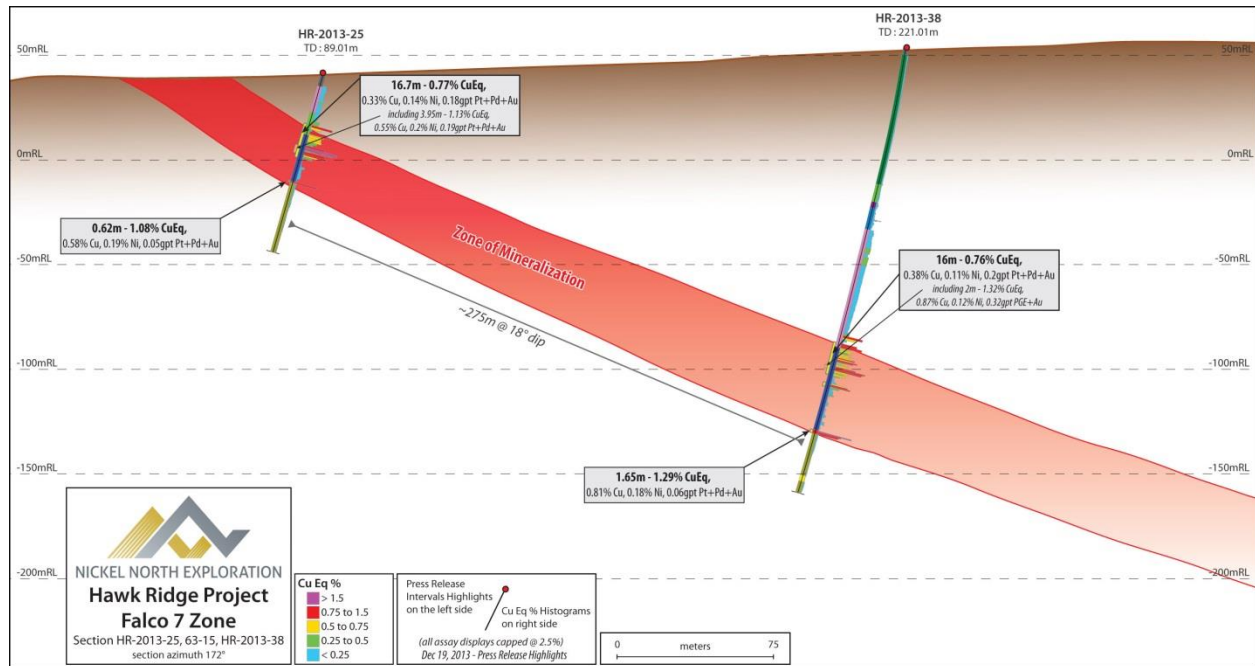 HR-2013-25
TD : 89.01m
HR-2013-38
TD : 221.01m
50mRL
50mRL
16.7m - 0.77% CuEq,
0.33% Cu, 0.14% Ni, 0.18gpt Pt+Pd+Au
including 3.95m - 1.13% CuEq,
0.55% Cu, 0.2% Ni, 0.19gpt Pt+Pd+Au
0mRL
0mRL
0.62m - 1.08% CuEq,
0.58% Cu, 0.19% Ni, 0.05gpt Pt+Pd+Au
Zone of Mineralization
-50mRL
-50mRL
16m - 0.76% CuEq,
0.38% Cu, 0.11% Ni, 0.2gpt Pt+Pd+Au
including 2m - 1.32% CuEq,
0.87% Cu, 0.12% Ni, 0.32gpt PGE+Au
~275m @ 18° dip
-100mRL
-100mRL
-150mRL
-150mRL
1.65m - 1.29% CuEq,
0.81% Cu, 0.18% Ni, 0.06gpt Pt+Pd+Au
-200mRL
-200mRL
NICKEL NORTH EXPLORATION
Hawk Ridge Project
Falco 7 Zone
Section HR-2013-25, 63-15, HR-2013-38
section azimuth 172°
Cu Eq %
> 1.5
0.75 to 1.5
0.5 to 0.75
0.25 to 0.5
< 0.25
Press Release
Intervals Highlights
on the left side
Cu Eq % Histograms
on right side
(all assay displays capped @ 2.5%)
Dec 19, 2013 - Press Release Highlights
0 meters 75